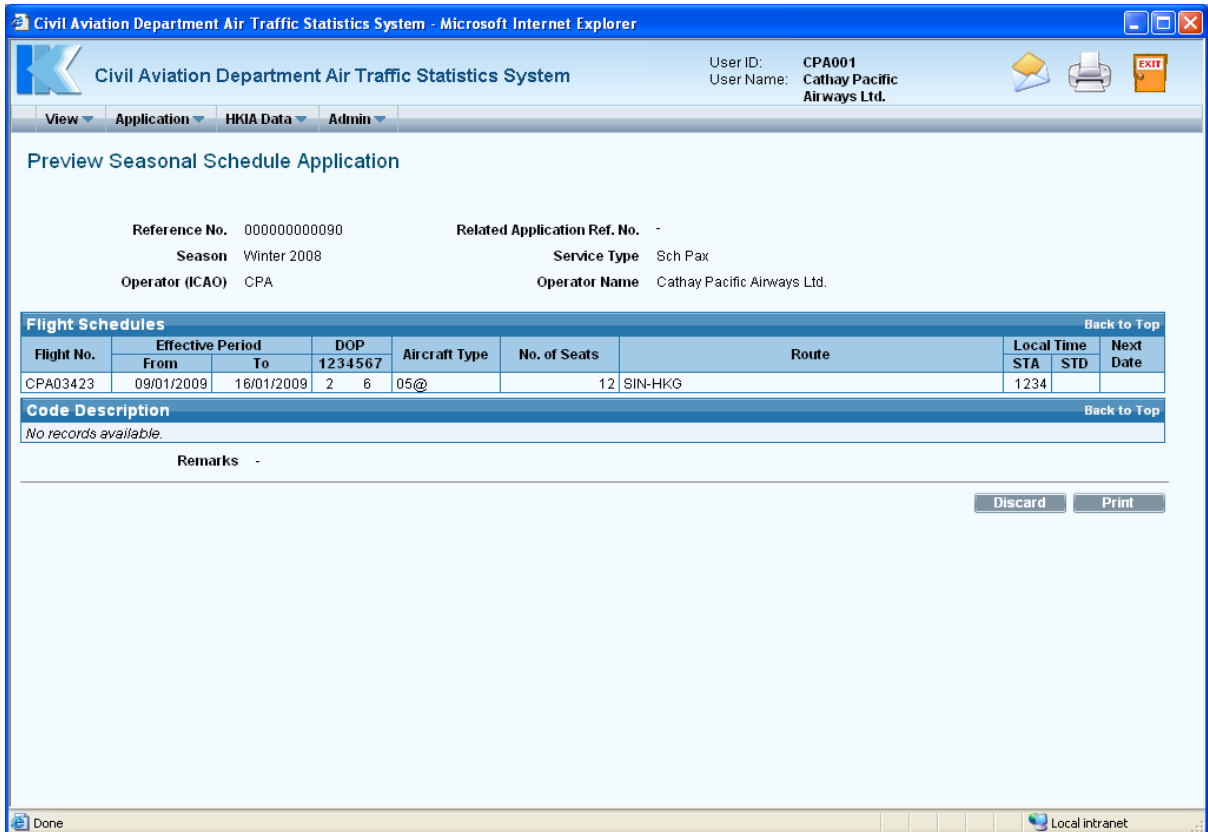 Civil Aviation Department Air Traffic Statistics System - Microsoft Internet Explorer
Civil Aviation Department Air Traffic Statistics System
User ID: CPA001
User Name: Cathay Pacific Airways Ltd.
EXIT
View Application HKIA Data Admin
Preview Seasonal Schedule Application
Reference No. 000000000090 Related Application Ref. No. -
Season Winter 2008 Service Type Sch Pax
Operator (ICAO) CPA Operator Name Cathay Pacific Airways Ltd.
Flight Schedules Back to Top
Flight No. Effective Period DOP Aircraft Type No. of Seats Route Local Time Next Date
From To 1234567 STA STD
CPA03423 09/01/2009 16/01/2009 2 6 05@ 12 SIN-HKG 1234
Code Description Back to Top
No records available.
Remarks -
Discard Print
Done Local intranet